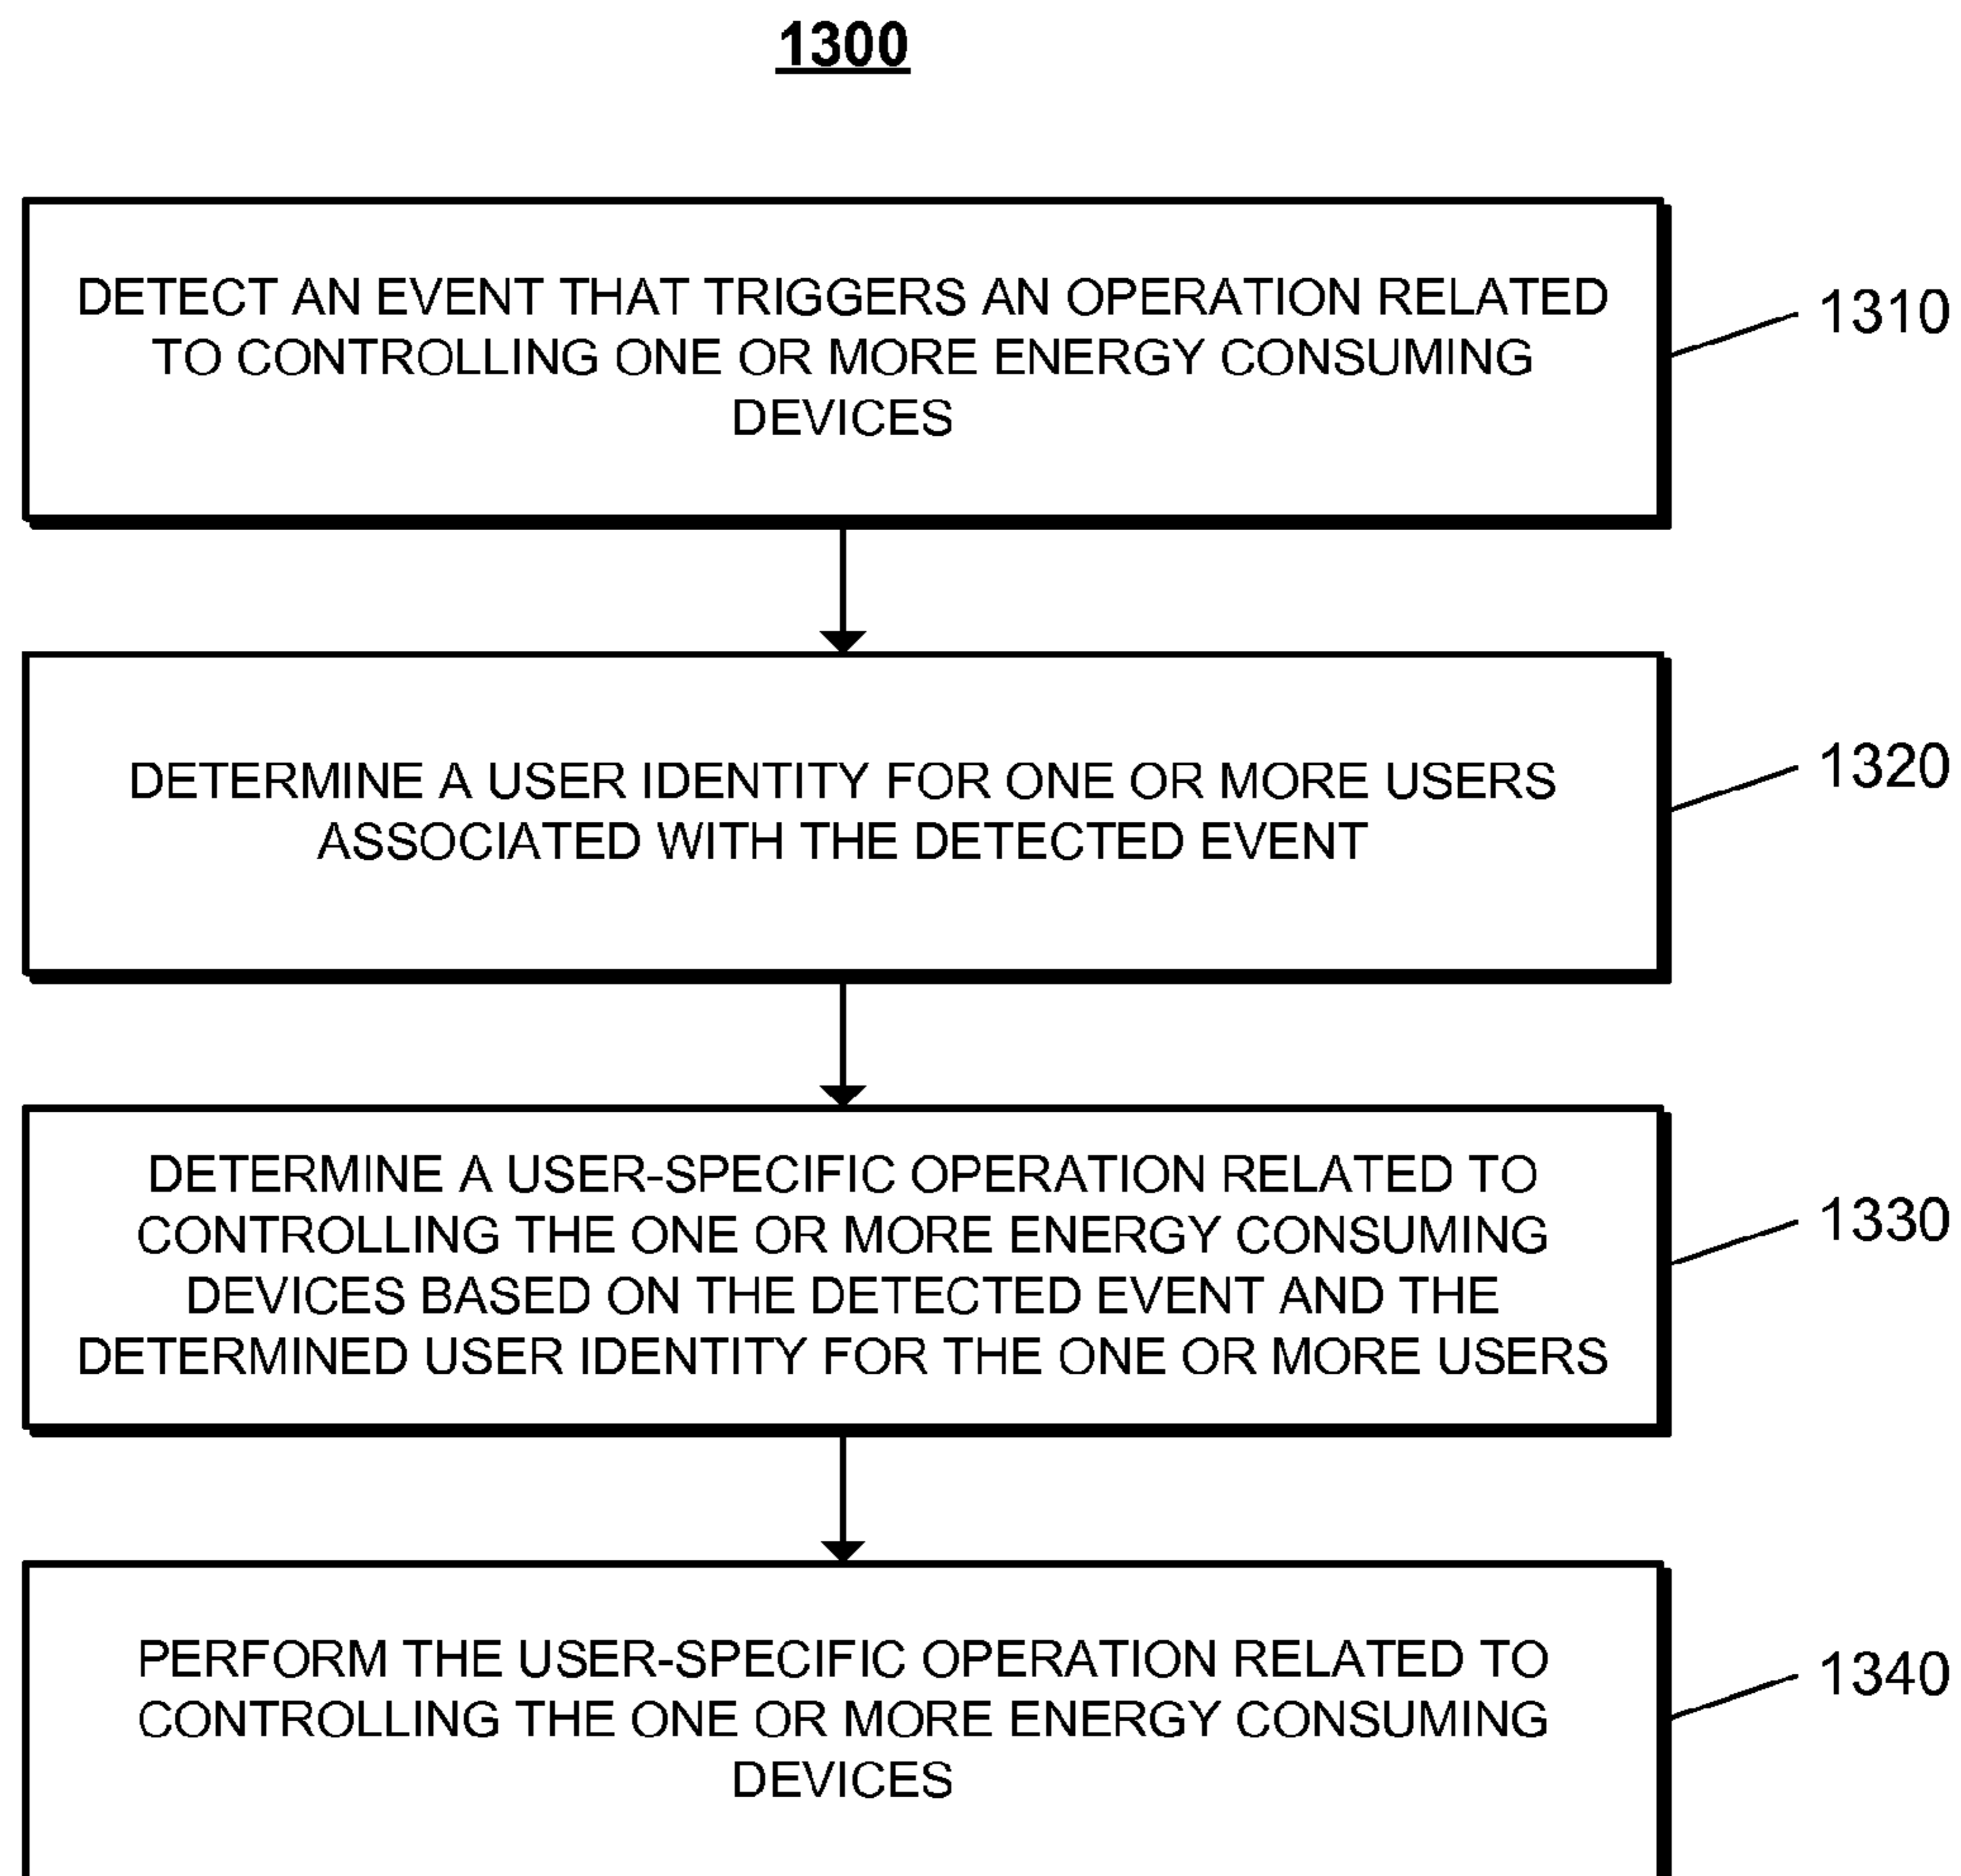 1300
DETECT AN EVENT THAT TRIGGERS AN OPERATION RELATED
TO CONTROLLING ONE OR MORE ENERGY CONSUMING
DEVICES
1310
DETERMINE A USER IDENTITY FOR ONE OR MORE USERS
ASSOCIATED WITH THE DETECTED EVENT
1320
DETERMINE A USER-SPECIFIC OPERATION RELATED TO
CONTROLLING THE ONE OR MORE ENERGY CONSUMING
DEVICES BASED ON THE DETECTED EVENT AND THE
DETERMINED USER IDENTITY FOR THE ONE OR MORE USERS
1330
PERFORM THE USER-SPECIFIC OPERATION RELATED TO
CONTROLLING THE ONE OR MORE ENERGY CONSUMING
DEVICES
1340